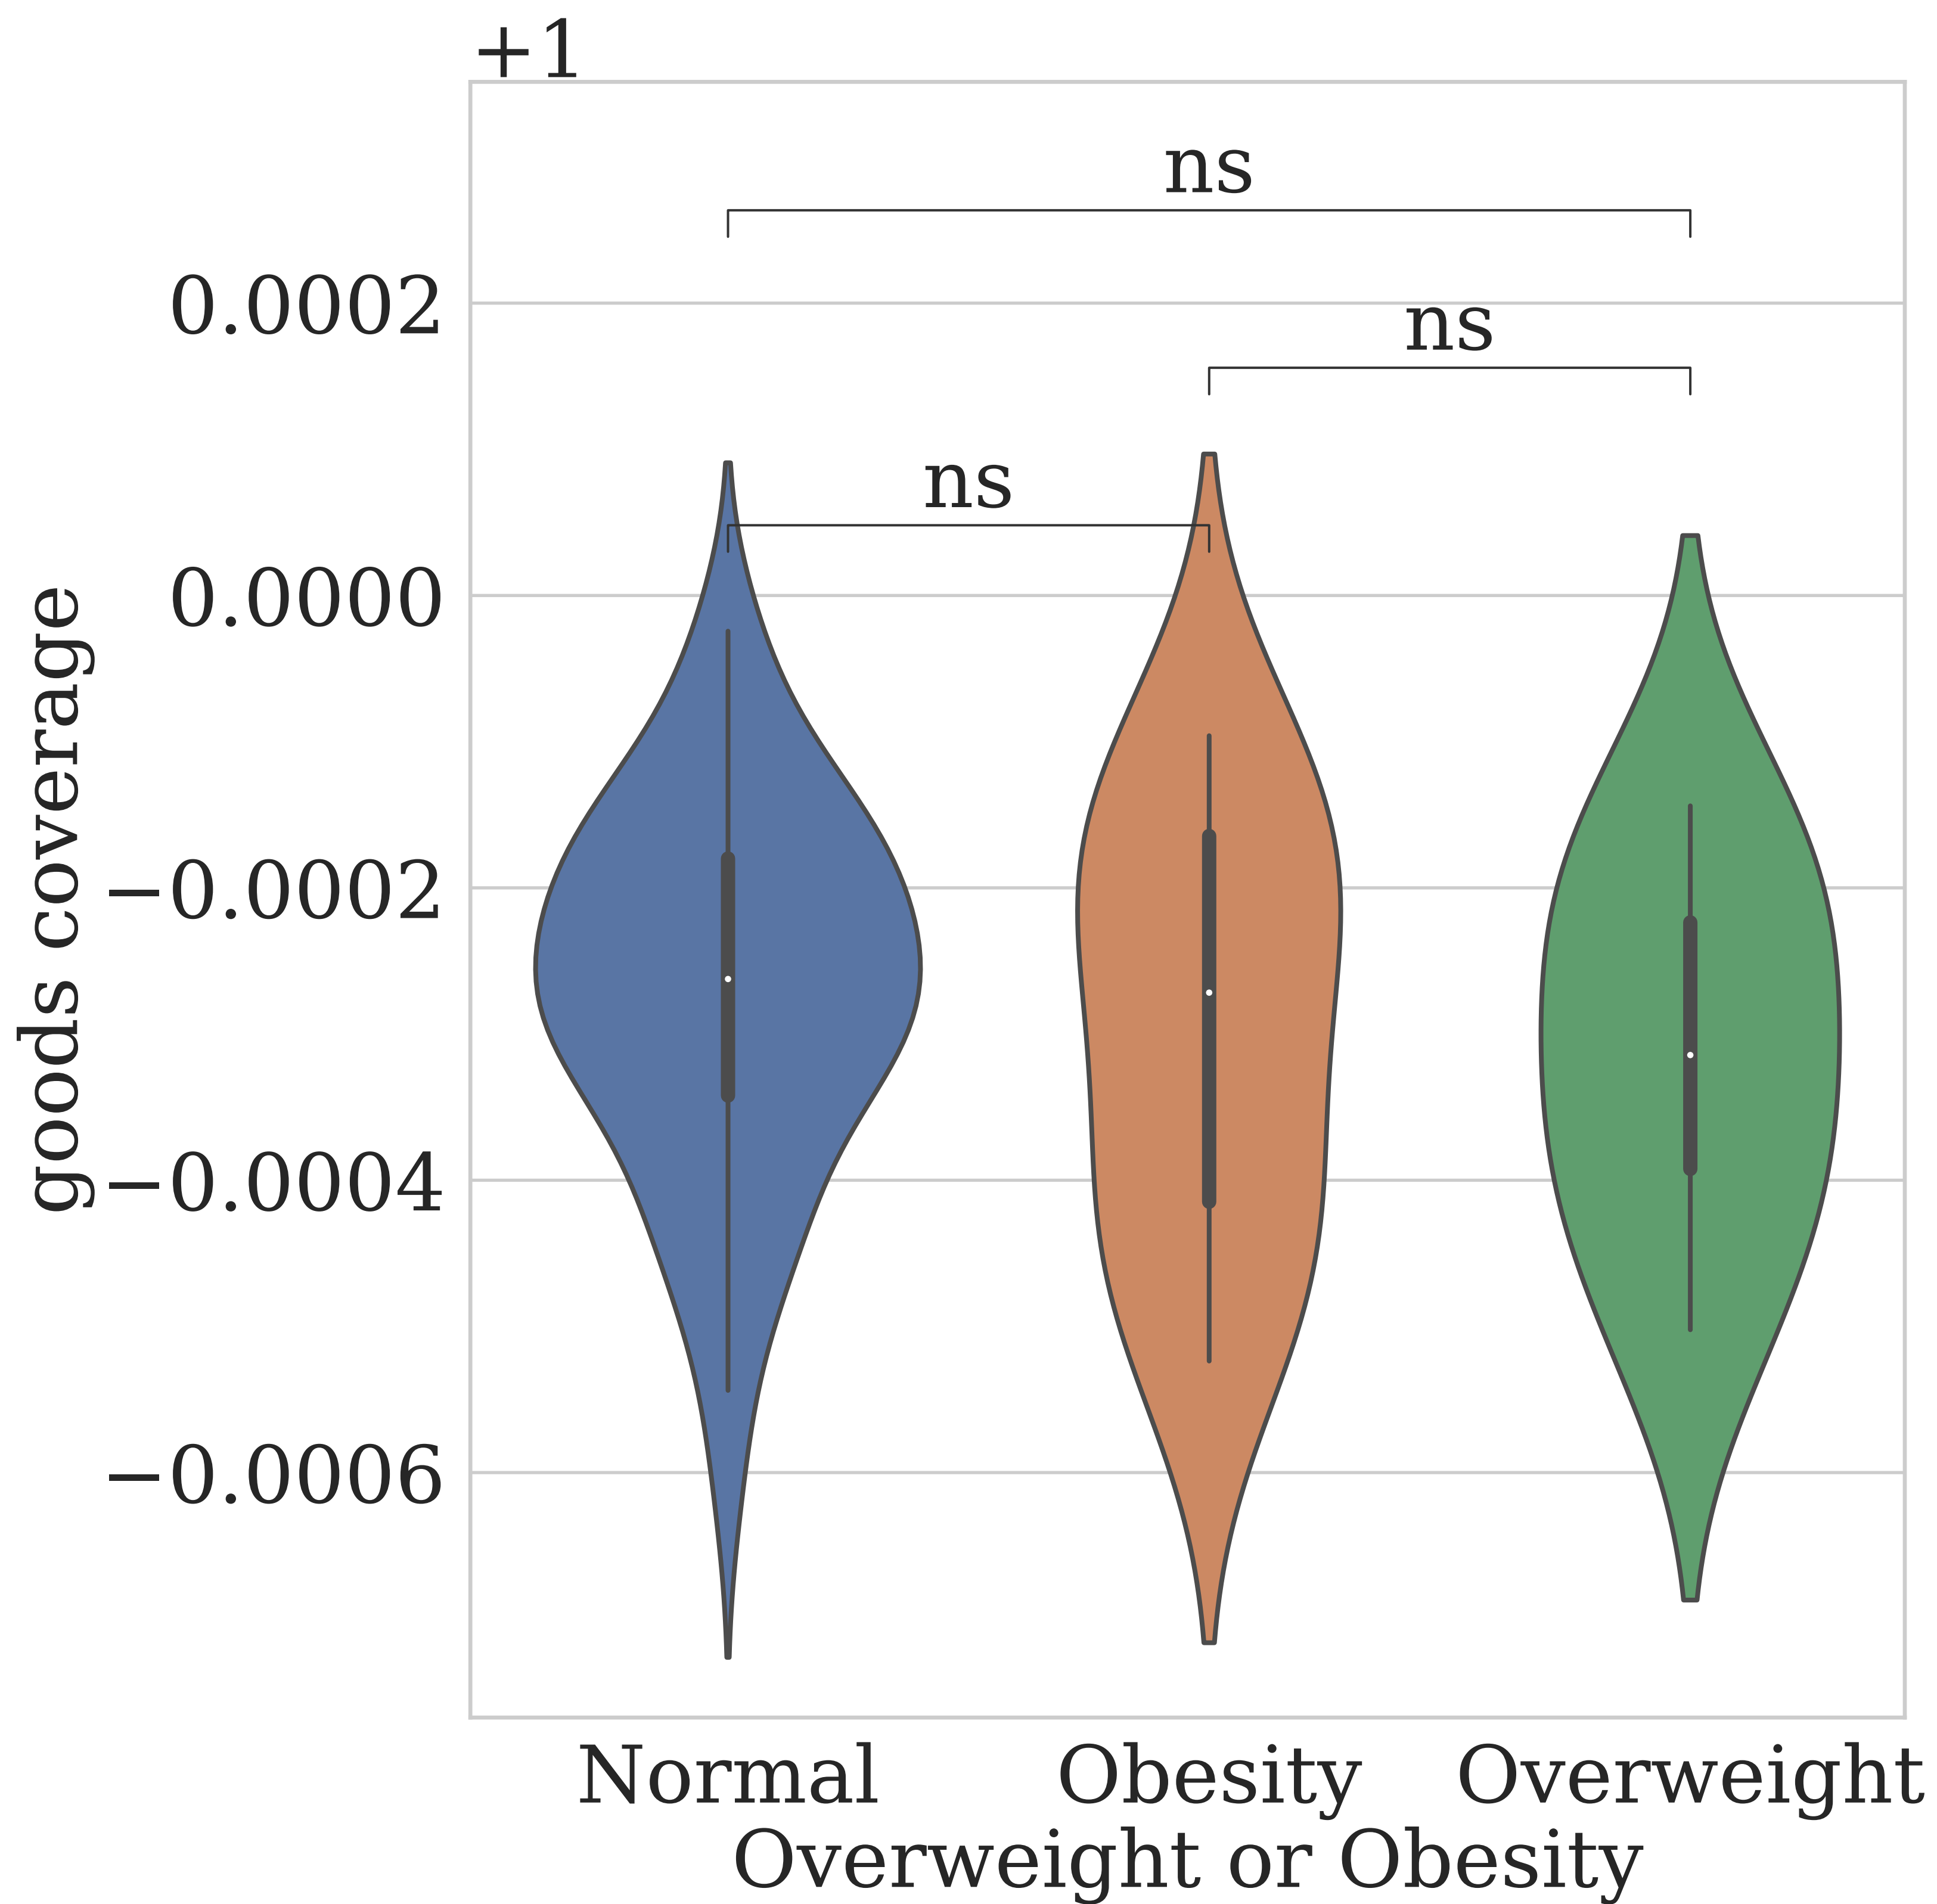 +1
ns
0.0002
ns
ns
0.0000
−0.0002
−0.0004
−0.0006
goods coverage
Normal Obesity Overweight
Overweight or Obesity